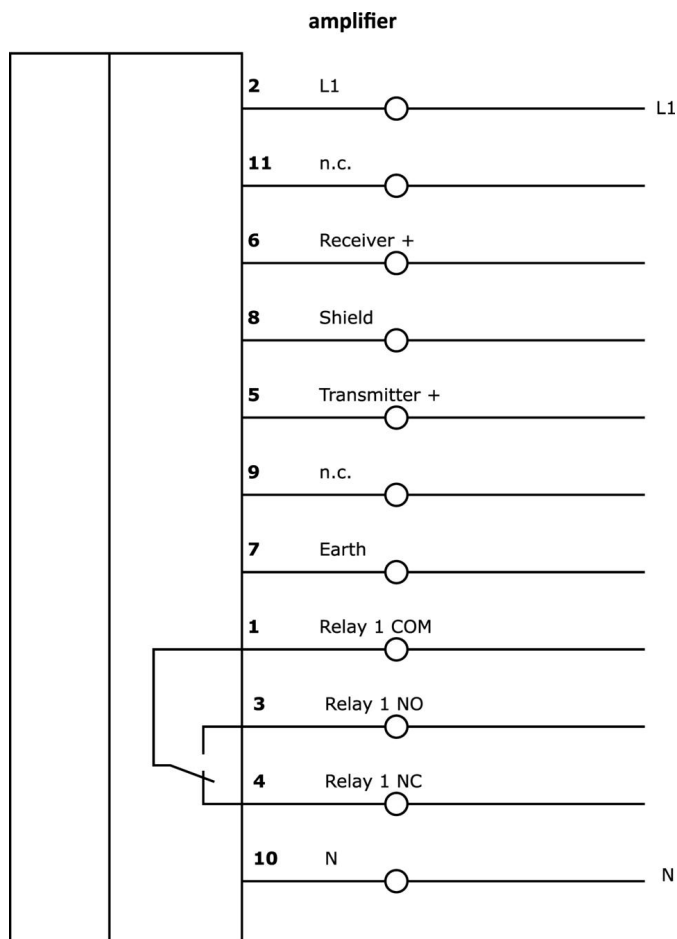 amplifier
2 L1
L1
11 n.c.
6 Receiver +
8 Shield
5 Transmitter +
9 n.c.
7 Earth
1 Relay 1 COM
3 Relay 1 NO
4 Relay 1 NC
10 N
N